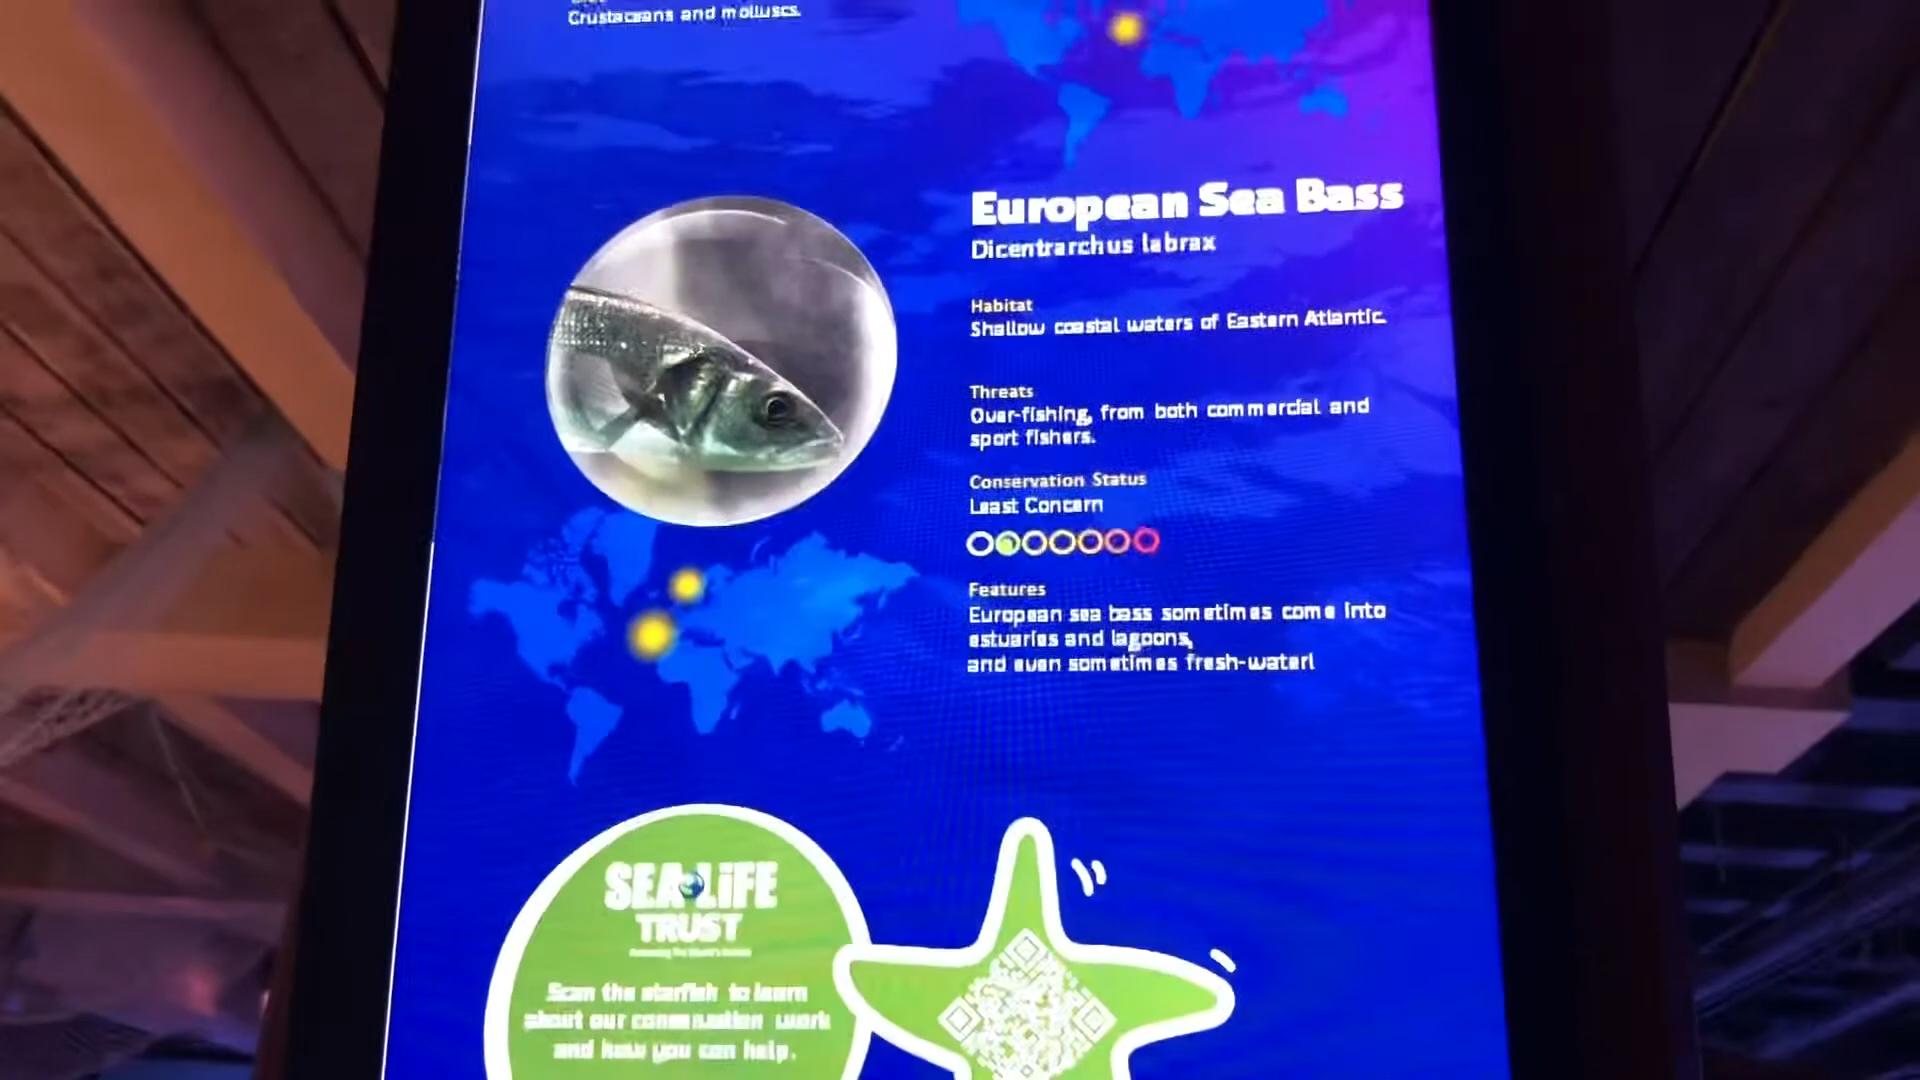 Crustaceans and molluscs.
European Sea Bass
Dicentrarchus labrax
Habitat
Shallow coastal waters of Eastern Atlantic.
Threats
Over-fishing, from both commercial and
sport fishers.
Conservation Status
Least Concern
Features
European sea bass sometimes come into
estuaries and lagoons,
and even sometimes fresh-water!
SEA LiFE
TRUST
Scan the starfish to learn
about our conservation work
and how you can help.